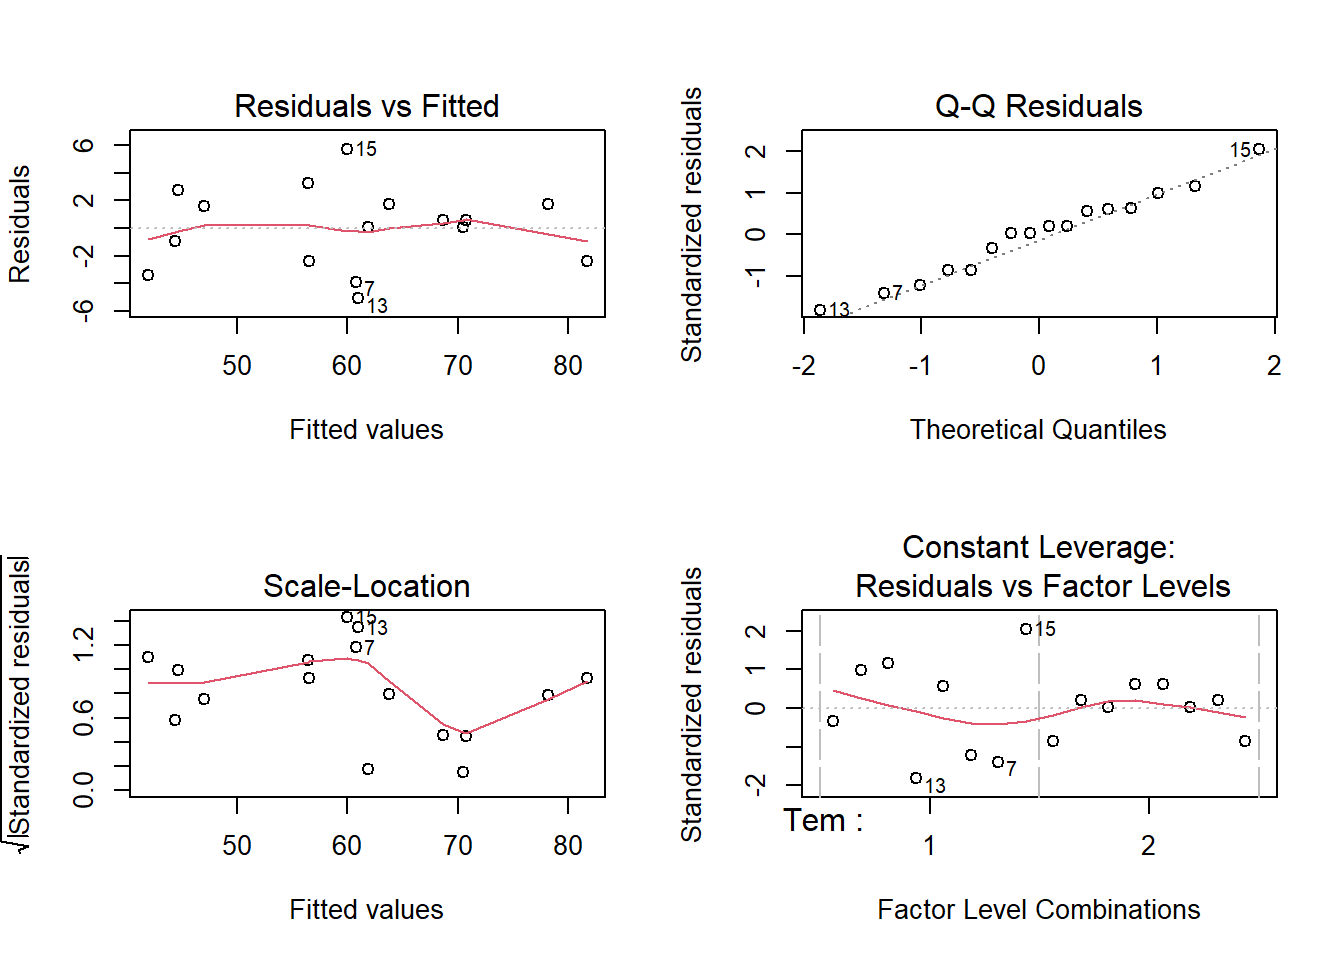 Residuals vs Fitted
Residuals
6
2
-2
-6
15
7
13
50 60 70 80
Fitted values
Q-Q Residuals
Standardized residuals
2
1
0
-1
15
7
13
-2 -1 0 1 2
Theoretical Quantiles
Scale-Location
√|Standardized residuals|
1.2
0.6
0.0
15
13
7
50 60 70 80
Fitted values
Constant Leverage:
Residuals vs Factor Levels
Standardized residuals
2
1
0
-2
15
7
13
Tem :
1 2
Factor Level Combinations